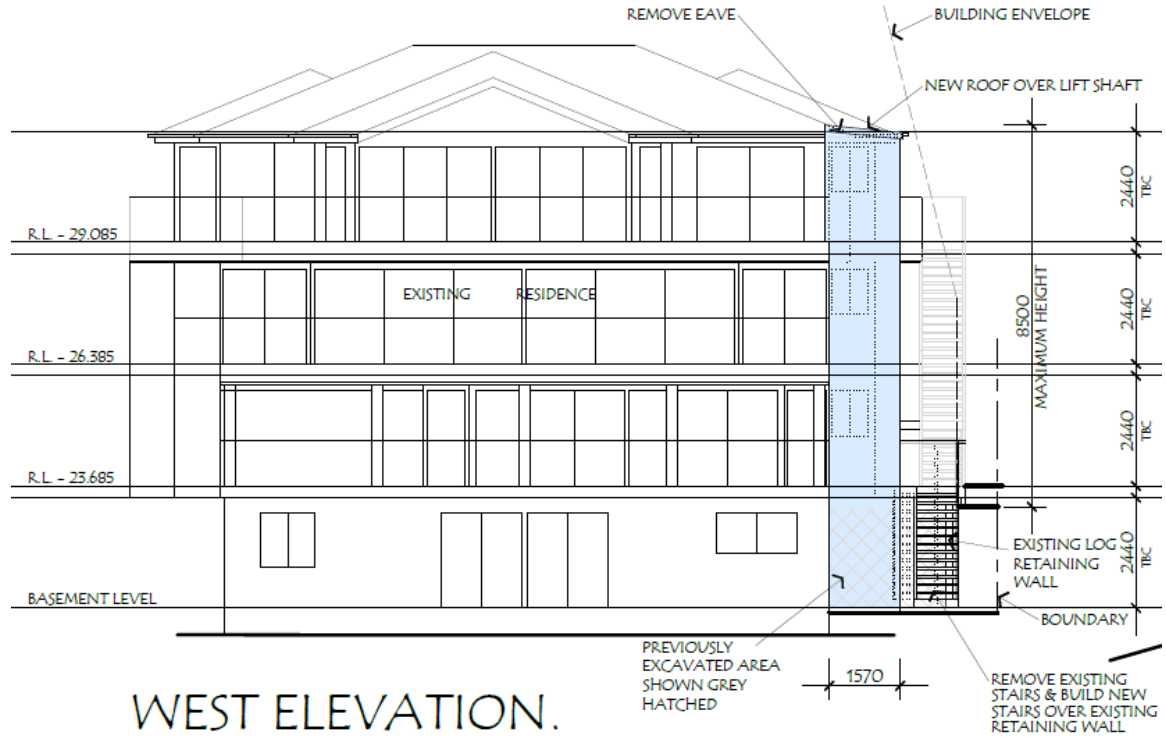 REMOVE EAVE
BUILDING ENVELOPE
NEW ROOF OVER LIFT SHAFT
2440
TBC
R.L. - 29.085
EXISTING RESIDENCE
2440
TBC
8500
MAXIMUM HEIGHT
R.L. - 26.385
2440
TBC
R.L. - 23.685
EXISTING LOG
RETAINING
WALL
2440
TBC
BASEMENT LEVEL
BOUNDARY
PREVIOUSLY
EXCAVATED AREA
SHOWN GREY
HATCHED
1570
REMOVE EXISTING
STAIRS & BUILD NEW
STAIRS OVER EXISTING
RETAINING WALL
WEST ELEVATION.